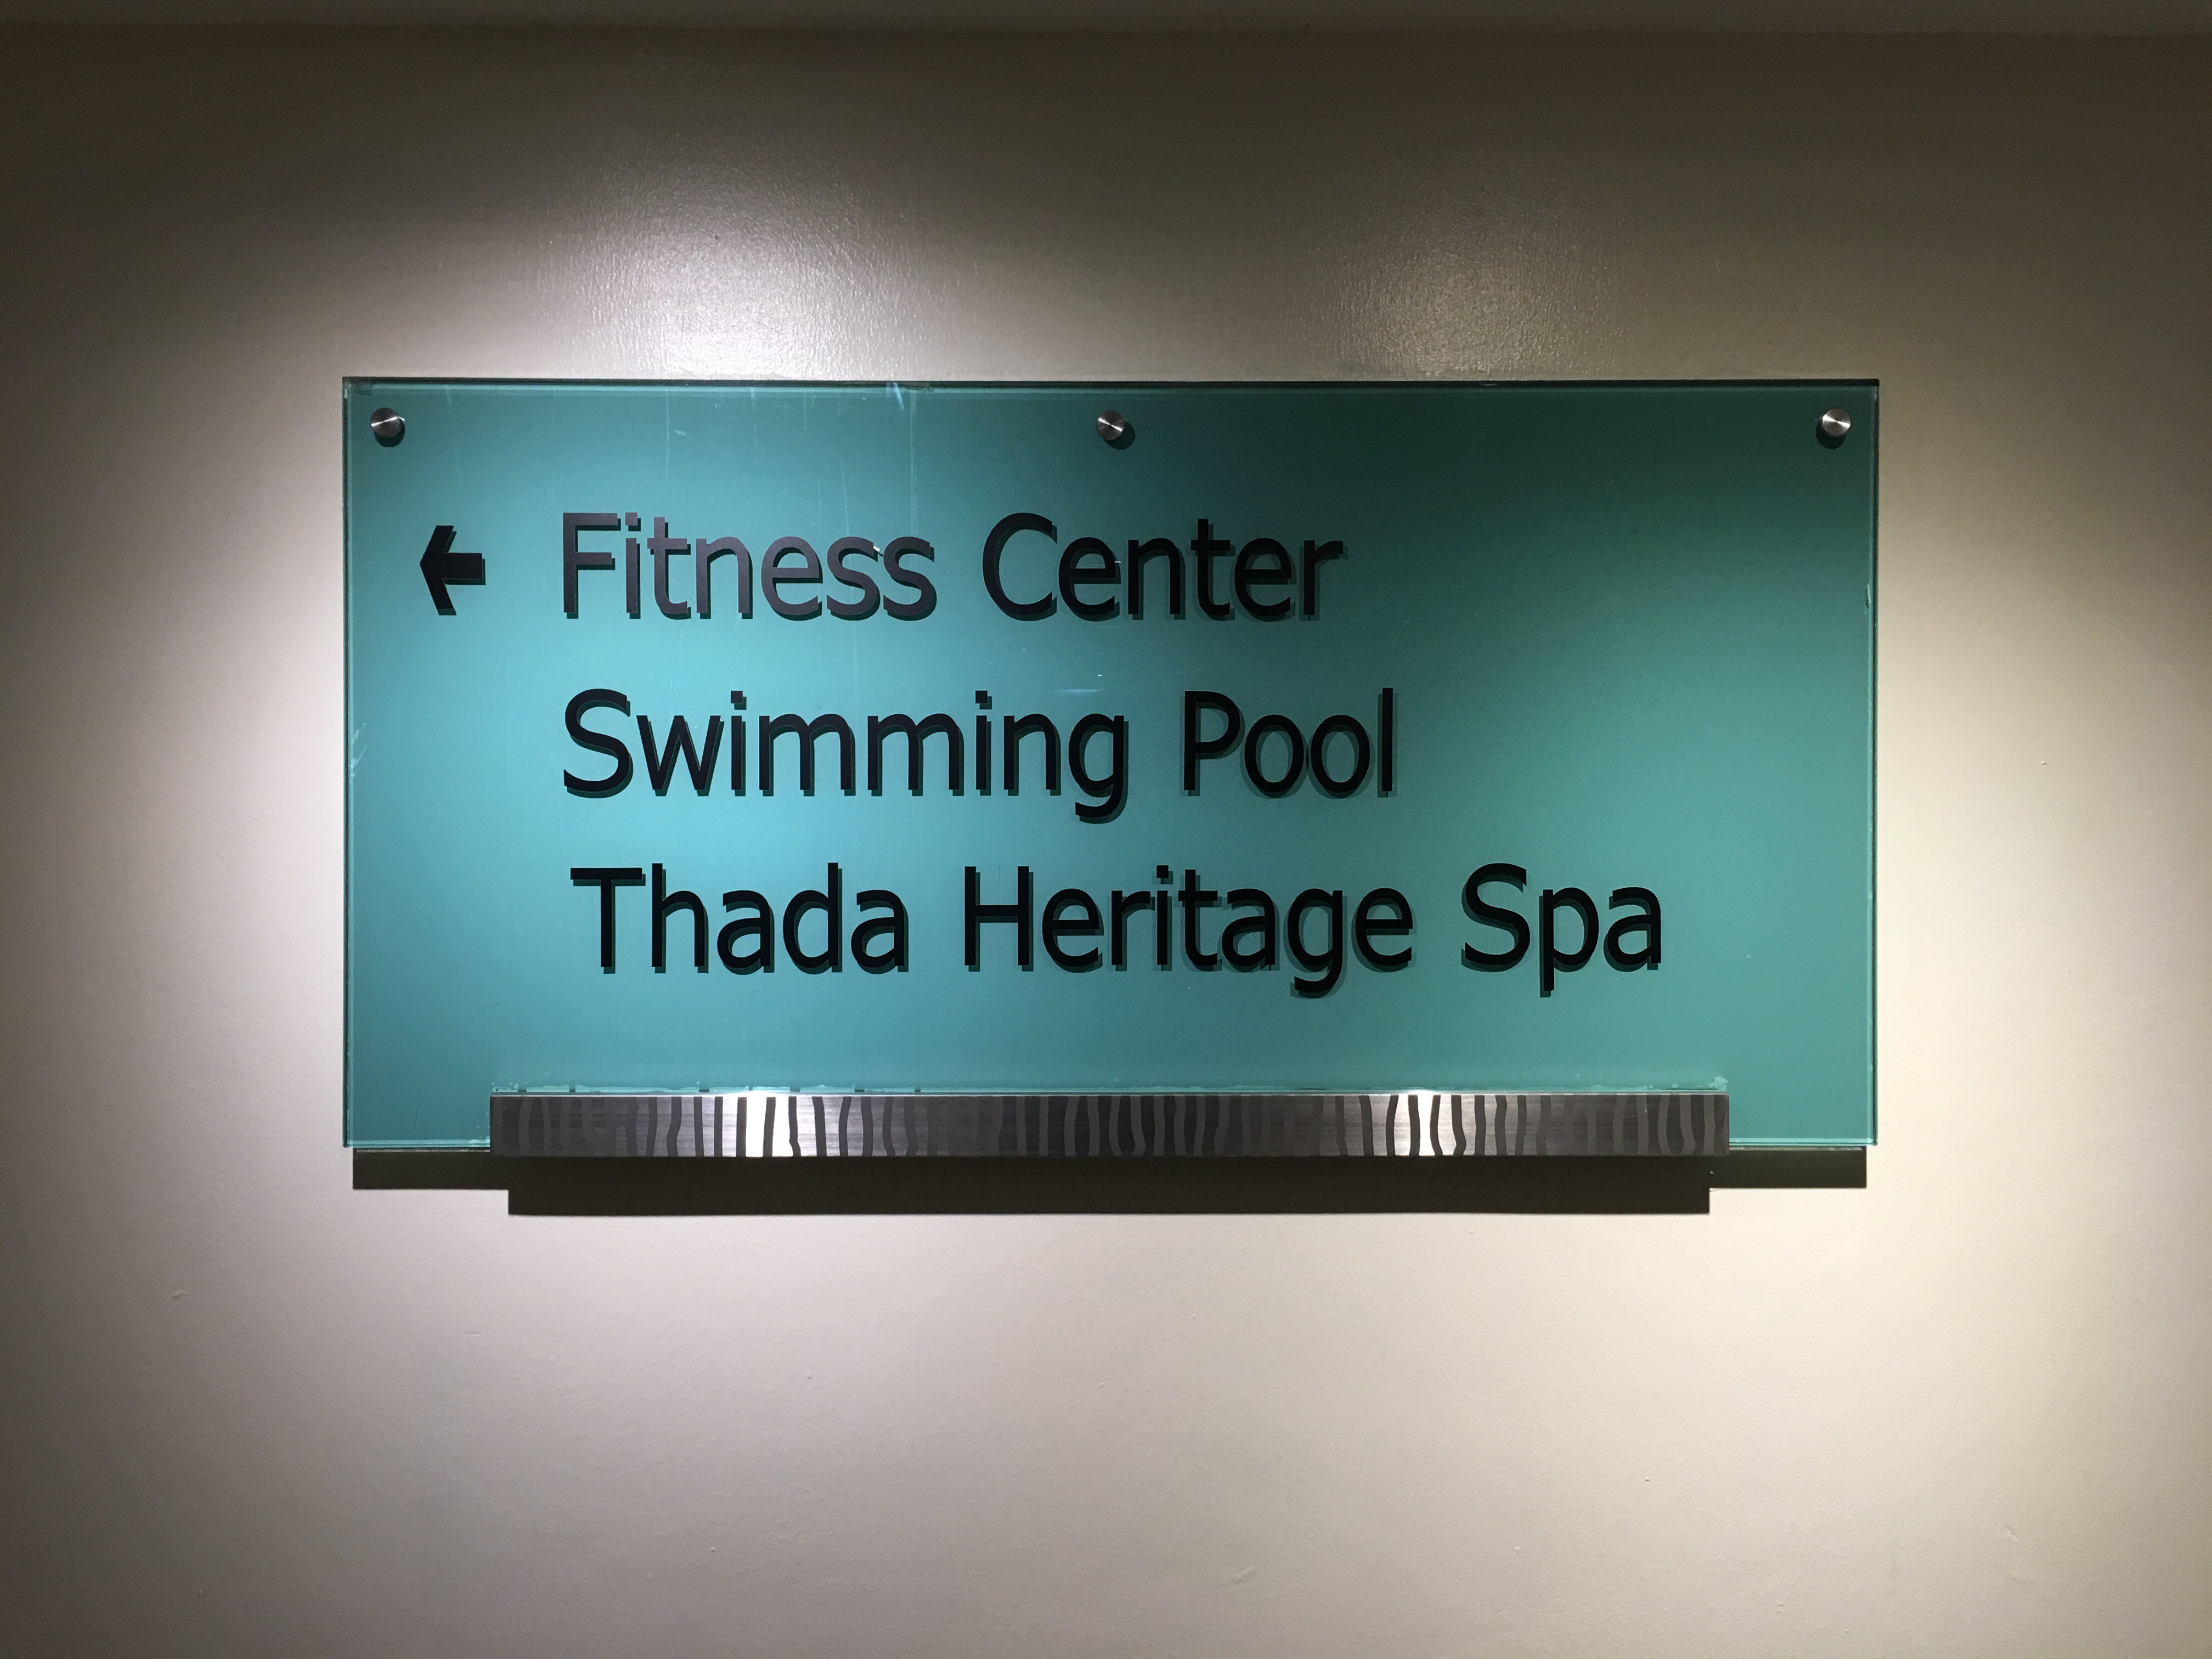 ← Fitness Center
Swimming Pool
Thada Heritage Spa